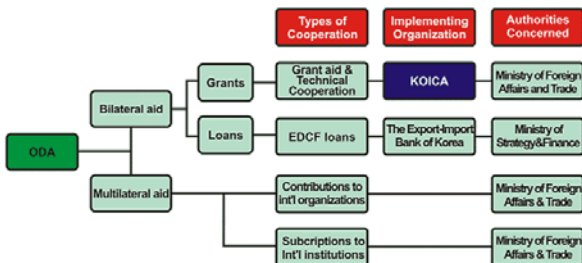 Types of
Cooperation
Implementing
Organization
Authorities
Concerned
Grants
Grant aid &
Technical
Cooperation
KOICA
Ministry of Foreign
Affairs and Trade
Bilateral aid
Loans
EDCF loans
The Export-Import
Bank of Korea
Ministry of
Strategy&Finance
ODA
Multilateral aid
Contributions to
int'l organizations
Ministry of Foreign
Affairs & Trade
Subcriptions to
Int'l institutions
Ministry of Foreign
Affairs & Trade